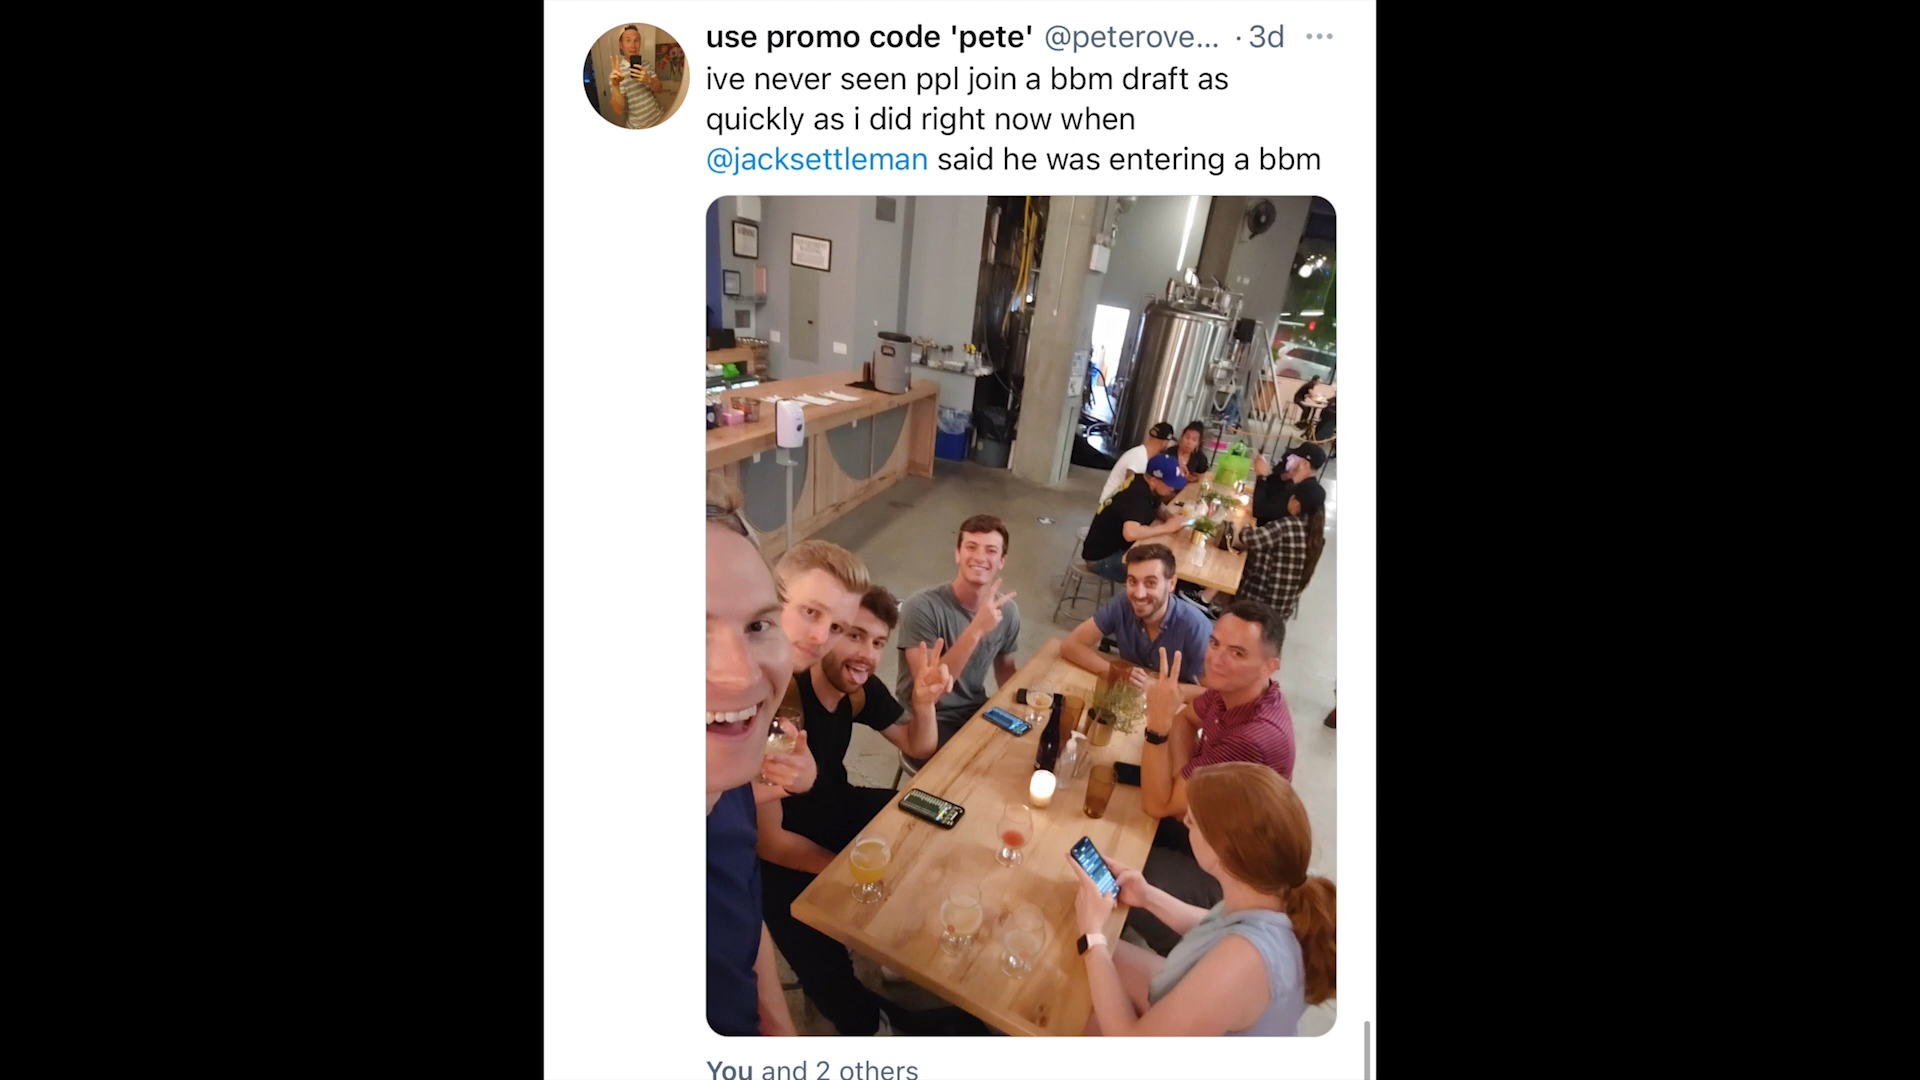 use promo code 'pete' @peterove... · 3d
ive never seen ppl join a bbm draft as
quickly as i did right now when
@jacksettleman said he was entering a bbm
You and 2 others